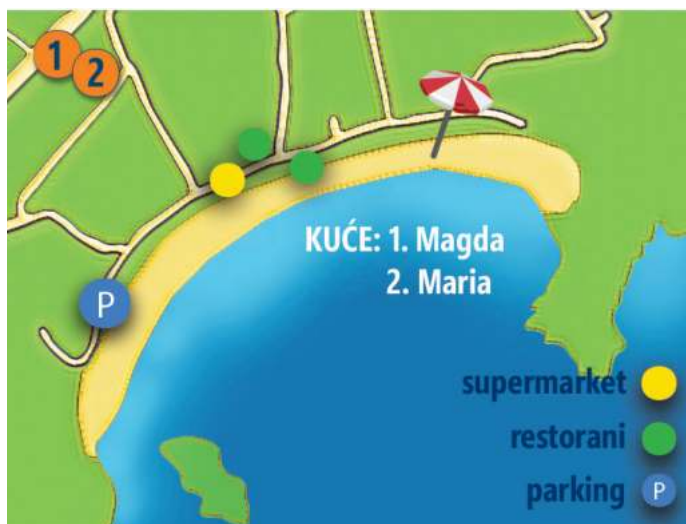 1
2
KUĆE: 1. Magda
2. Maria
P
supermarket
restorani
parking P